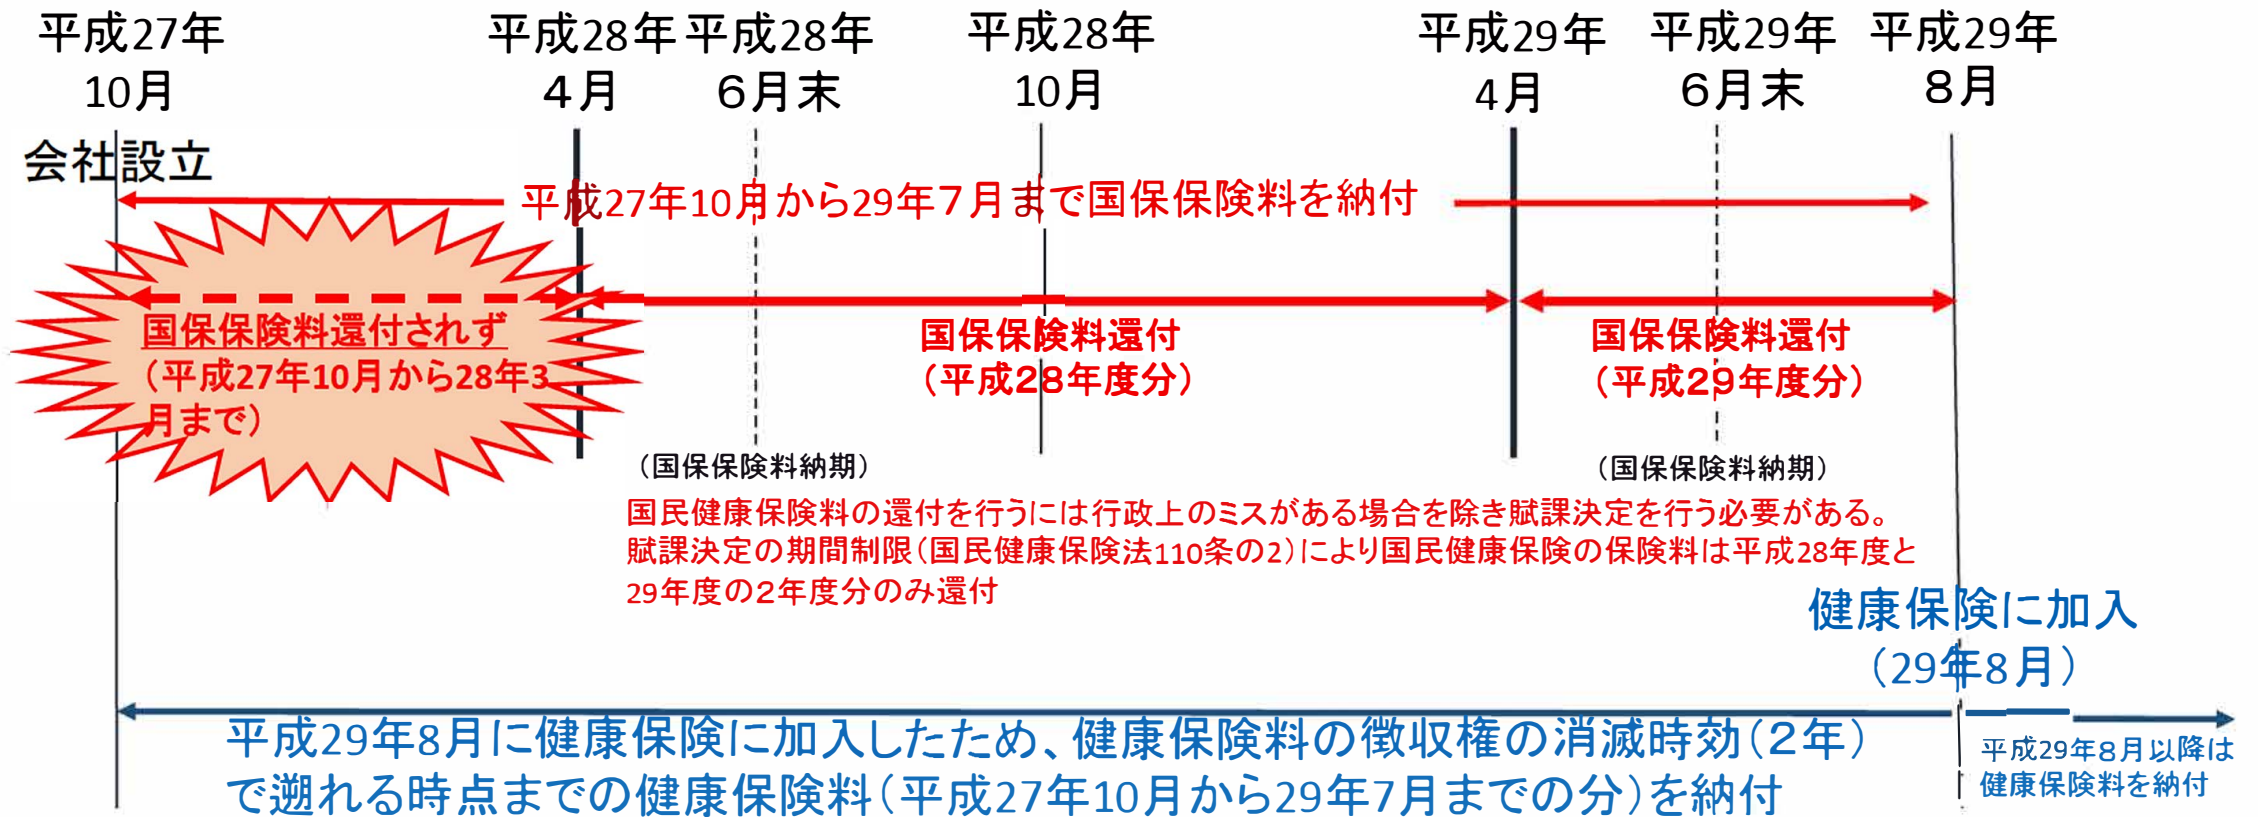 平成27年
10月
平成28年
4月
平成28年
6月末
平成28年
10月
平成29年
4月
平成29年
6月末
平成29年
8月
会社設立
平成27年10月から29年7月まで国保保険料を納付
国保保険料還付されず
(平成27年10月から28年3
月まで)
国保保険料還付
(平成28年度分)
国保保険料還付
(平成29年度分)
(国保保険料納期)
(国保保険料納期)
国民健康保険料の還付を行うには行政上のミスがある場合を除き賦課決定を行う必要がある。
賦課決定の期間制限(国民健康保険法110条の2)により国民健康保険の保険料は平成28年度と
29年度の2年度分のみ還付
健康保険に加入
(29年8月)
平成29年8月に健康保険に加入したため、健康保険料の徴収権の消滅時効(2年)
で遡れる時点までの健康保険料(平成27年10月から29年7月までの分)を納付
平成29年8月以降は
健康保険料を納付